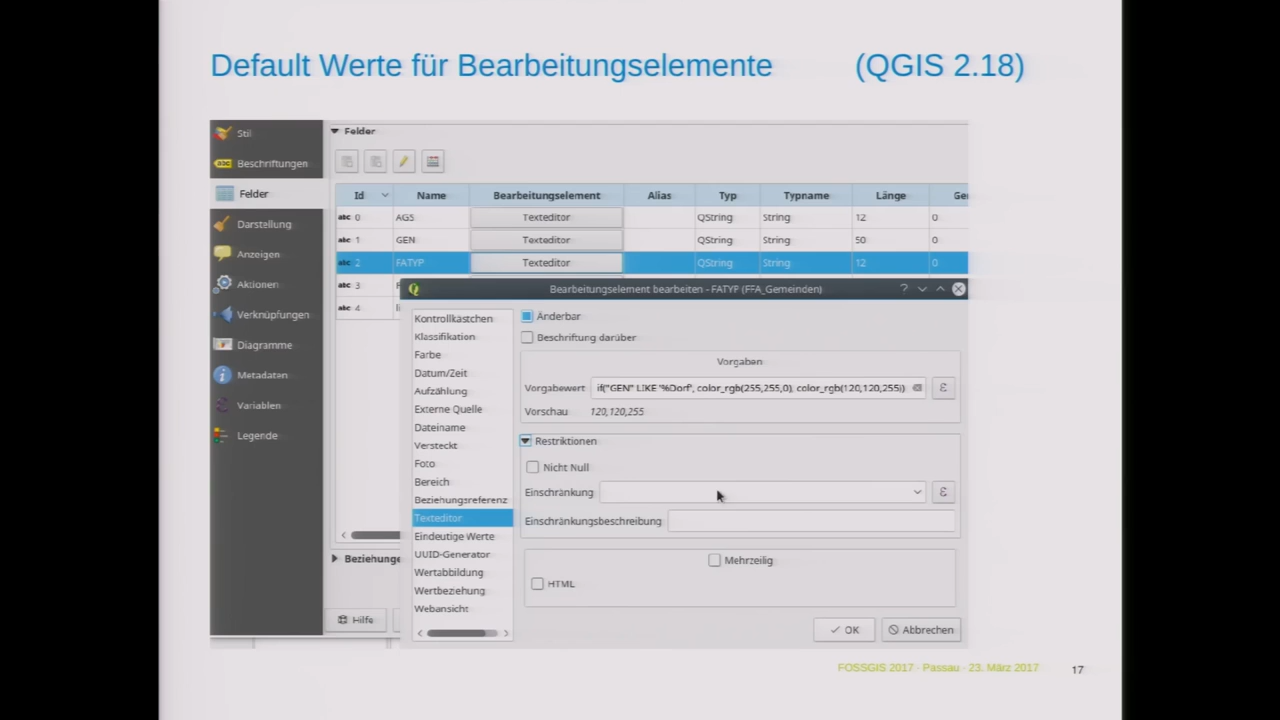 Default Werte für Bearbeitungselemente (QGIS 2.18)
Stil
Beschriftungen
Felder
Darstellung
Anzeigen
Aktionen
Verknüpfungen
Diagramme
Metadaten
Variablen
Legende
Felder
Id Name Bearbeitungselement Alias Typ Typname Länge Ge
abc 0 AGS Texteditor QString String 12 0
abc 1 GEN Texteditor QString String 50 0
abc 2 FATYP Texteditor QString String 12 0
abc 3
abc 4
Beziehunge
Hilfe
Bearbeitungselement bearbeiten - FATYP (FFA_Gemeinden)
Kontrollkästchen
Klassifikation
Farbe
Datum/Zeit
Aufzählung
Externe Quelle
Dateiname
Versteckt
Foto
Bereich
Beziehungsreferenz
Texteditor
Eindeutige Werte
UUID-Generator
Wertabbildung
Wertbeziehung
Webansicht
Änderbar
Beschriftung darüber
Vorgaben
Vorgabewert if("GEN" LIKE '%Dorf', color_rgb(255,255,0), color_rgb(120,120,255)) ε
Vorschau 120,120,255
Restriktionen
Nicht Null
Einschränkung ε
Einschränkungsbeschreibung
Mehrzeilig
HTML
OK Abbrechen
FOSSGIS 2017 - Passau - 23. März 2017 17